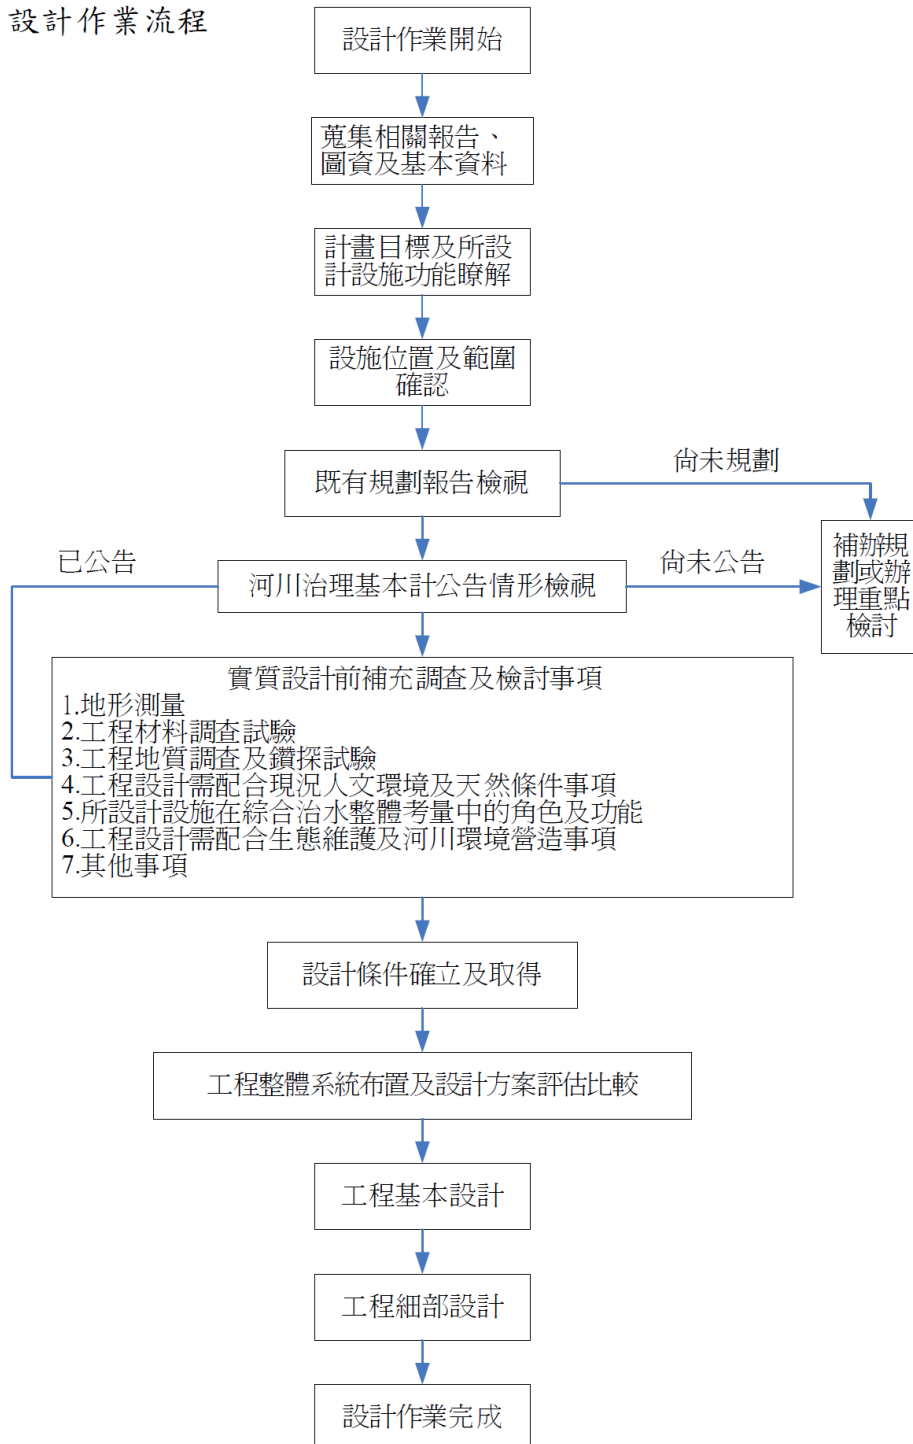 設計作業流程
設計作業開始
蒐集相關報告、
圖資及基本資料
計畫目標及所設
計設施功能瞭解
設施位置及範圍
確認
既有規劃報告檢視
尚未規劃
已公告
河川治理基本計公告情形檢視
尚未公告
補辦規
劃或辦
理重點
檢討
實質設計前補充調查及檢討事項
1.地形測量
2.工程材料調查試驗
3.工程地質調查及鑽探試驗
4.工程設計需配合現況人文環境及天然條件事項
5.所設計設施在綜合治水整體考量中的角色及功能
6.工程設計需配合生態維護及河川環境營造事項
7.其他事項
設計條件確立及取得
工程整體系統布置及設計方案評估比較
工程基本設計
工程細部設計
設計作業完成